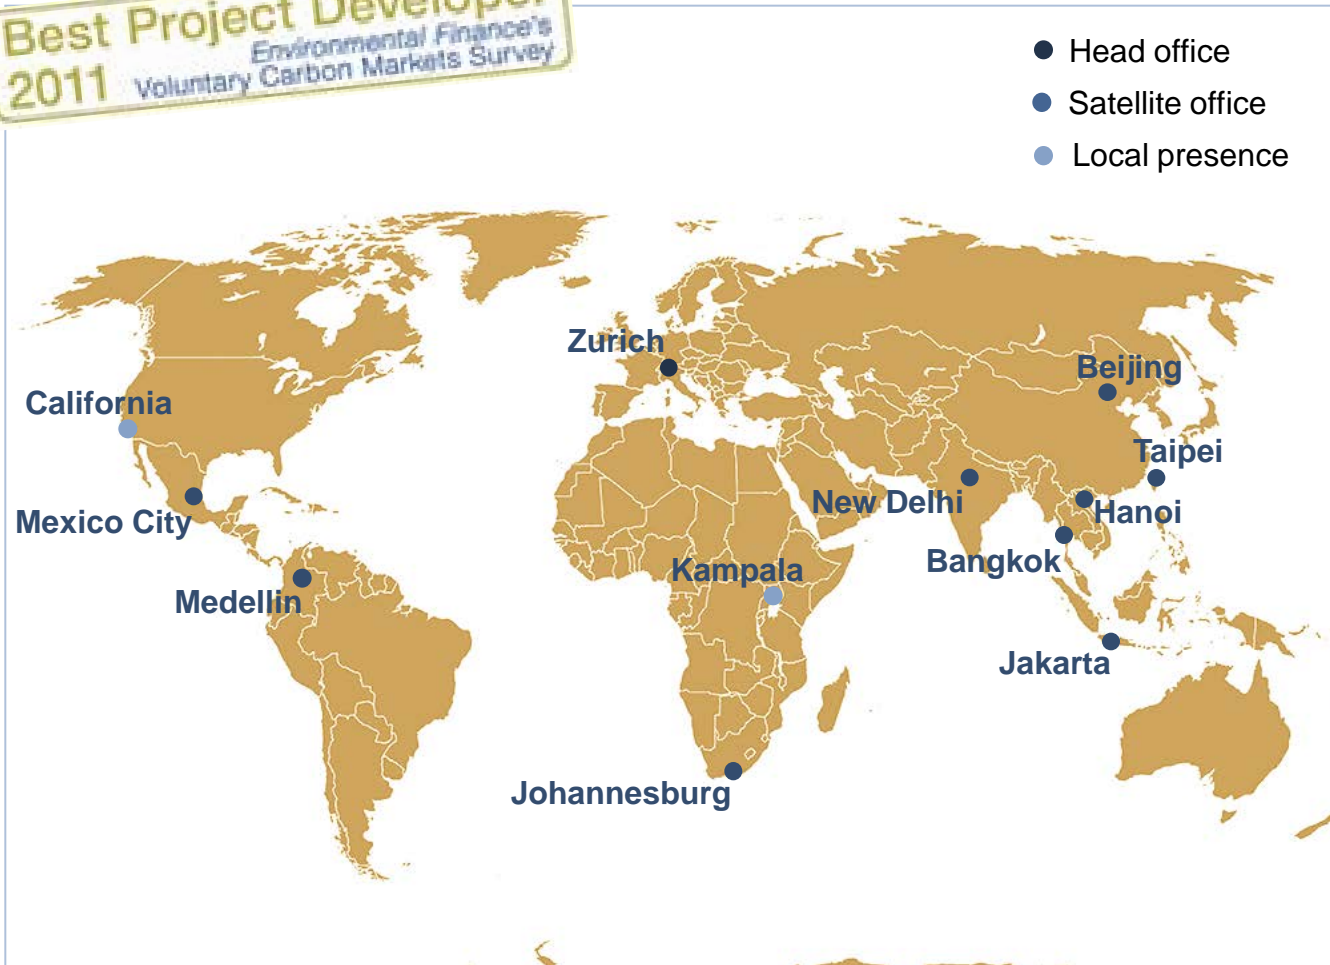 Best Project Developer
Environmental Finance's
2011 Voluntary Carbon Markets Survey
Head office
Satellite office
Local presence
Zurich
Beijing
California
Taipei
New Delhi
Hanoi
Mexico City
Bangkok
Kampala
Medellin
Jakarta
Johannesburg